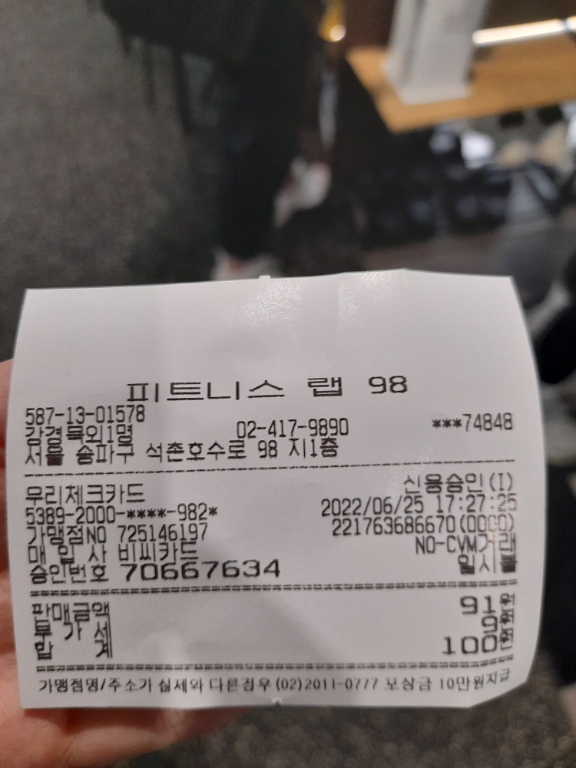 피트니스 랩 98
587-13-01578
***74848
강경묵외1명 02-417-9890
서울 송파구 석촌호수로 98 지1층
우리체크카드 신용승인(I)
5389-2000-****-982* 2022/06/25 17:27:25
가맹점NO 725146197 221763686670(0000)
매 입 사 비씨카드 NO-CVM거래
승인번호 70667634 일시불
판매금액 91원
부 가 세 9원
합 계 100원
가맹점명/주소가 실제와 다른경우 (02)2011-0777 포상금 10만원지급